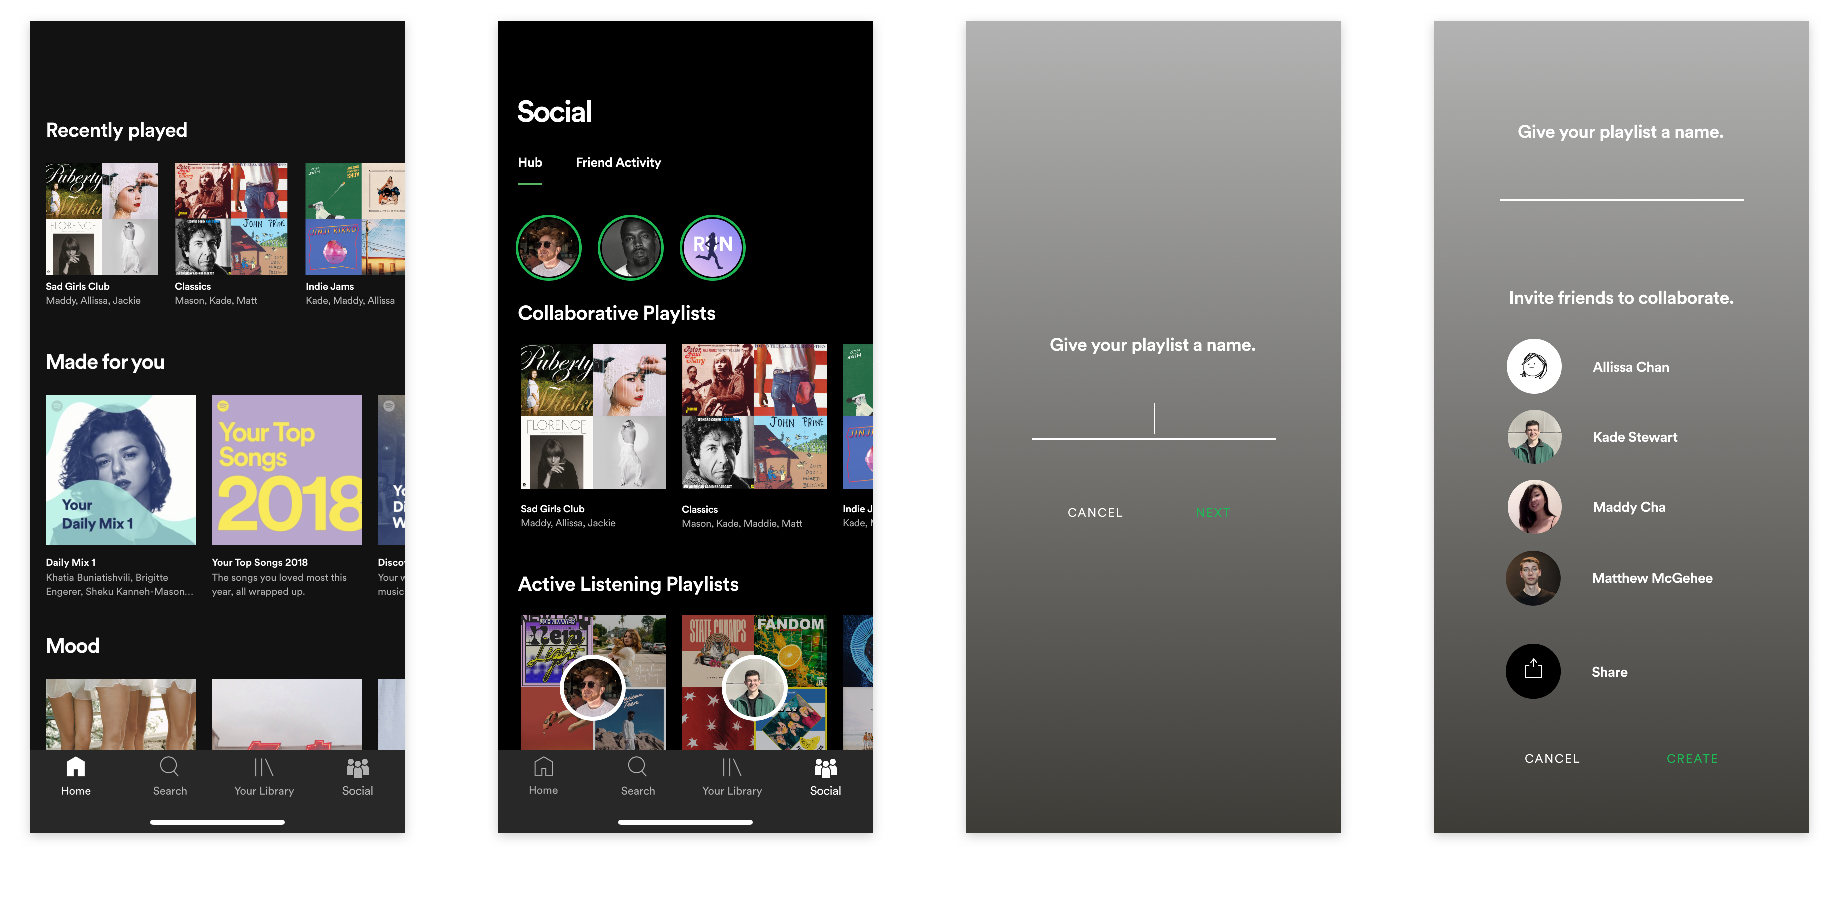 Recently played
Puberty
Mitski
FLORENCE
JOHN PRINE
Sad Girls Club
Maddy, Allissa, Jackie
Classics
Mason, Kade, Matt
Indie Jams
Kade, Maddy, Allissa
Made for you
Your
Daily Mix 1
Your Top
Songs
2018
Daily Mix 1
Khatia Buniatishvili, Brigitte
Engerer, Sheku Kanneh-Mason...
Your Top Songs 2018
The songs you loved most this
year, all wrapped up.
Disco
Your w
music
Mood
Home
Search
Your Library
Social
Social
Hub
Friend Activity
RUN
Collaborative Playlists
Puberty
Mitski
FLORENCE
JOHN PRINE
Sad Girls Club
Maddy, Allissa, Jackie
Classics
Mason, Kade, Maddie, Matt
Indie J
Kade, M
Active Listening Playlists
STATE CHAMPS
FANDOM
Home
Search
Your Library
Social
Give your playlist a name.
CANCEL
NEXT
Give your playlist a name.
Invite friends to collaborate.
Allissa Chan
Kade Stewart
Maddy Cha
Matthew McGehee
Share
CANCEL
CREATE